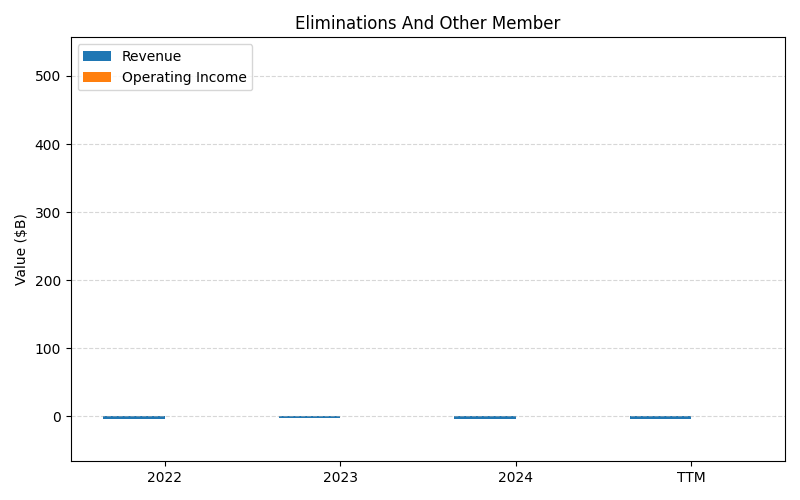 Eliminations And Other Member
Revenue
Operating Income
Value ($B)
500
400
300
200
100
0
2022
2023
2024
TTM